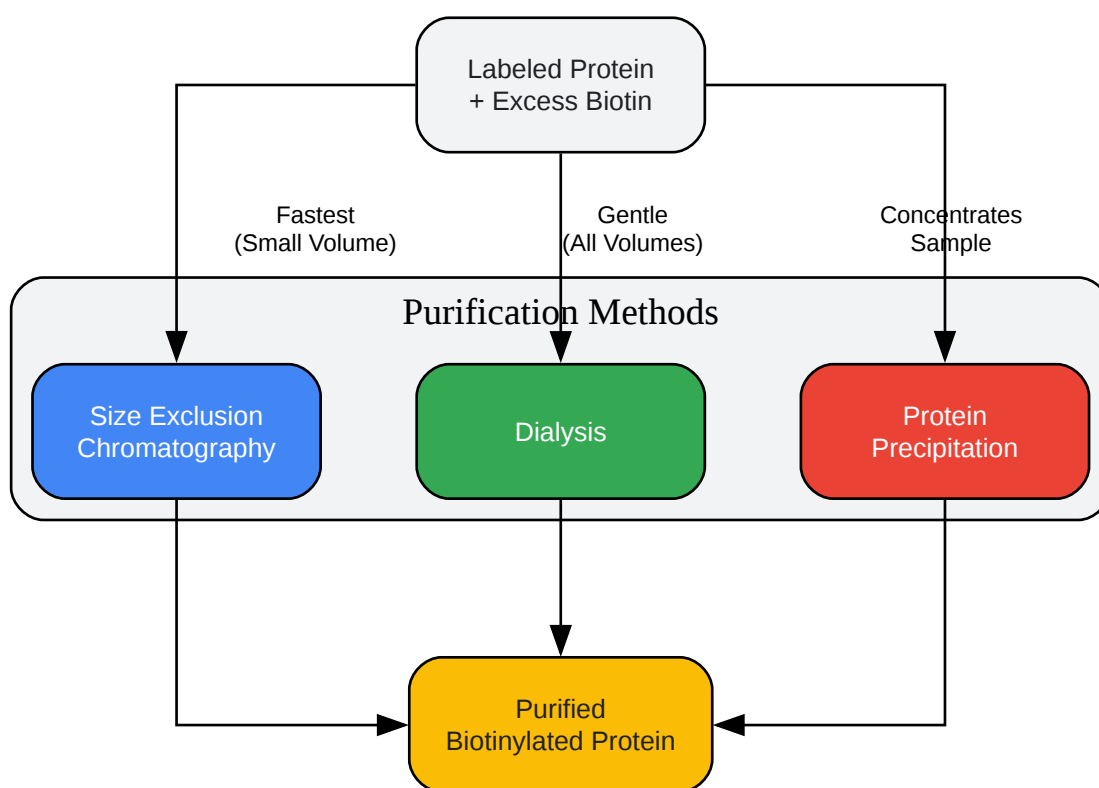 Labeled Protein
+ Excess Biotin
Fastest
(Small Volume)
Gentle
(All Volumes)
Concentrates
Sample
Purification Methods
Size Exclusion
Chromatography
Dialysis
Protein
Precipitation
Purified
Biotinylated Protein